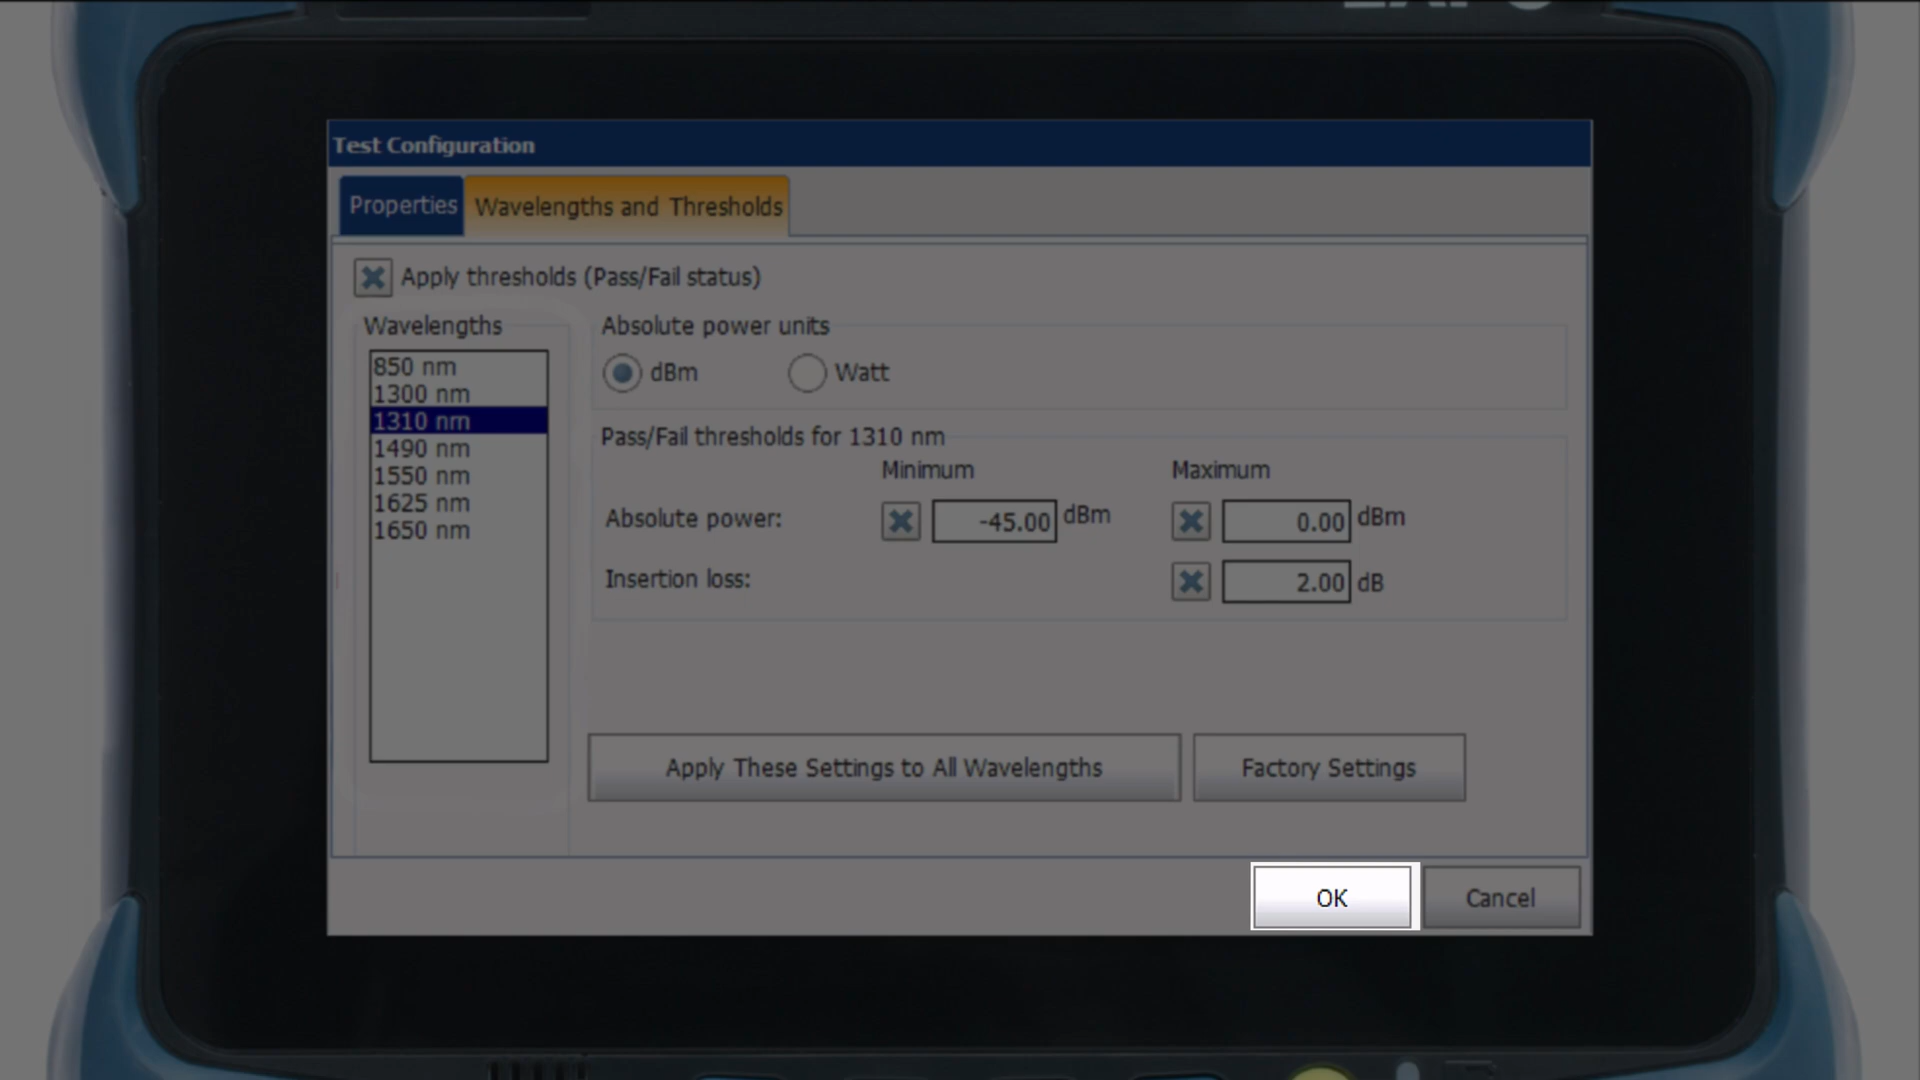 Test Configuration
Properties
Wavelengths and Thresholds
Apply thresholds (Pass/Fail status)
Wavelengths
850 nm
1300 nm
1310 nm
1490 nm
1550 nm
1625 nm
1650 nm
Absolute power units
dBm
Watt
Pass/Fail thresholds for 1310 nm
Minimum
Maximum
Absolute power:
-45.00 dBm
0.00 dBm
Insertion loss:
2.00 dB
Apply These Settings to All Wavelengths
Factory Settings
OK
Cancel